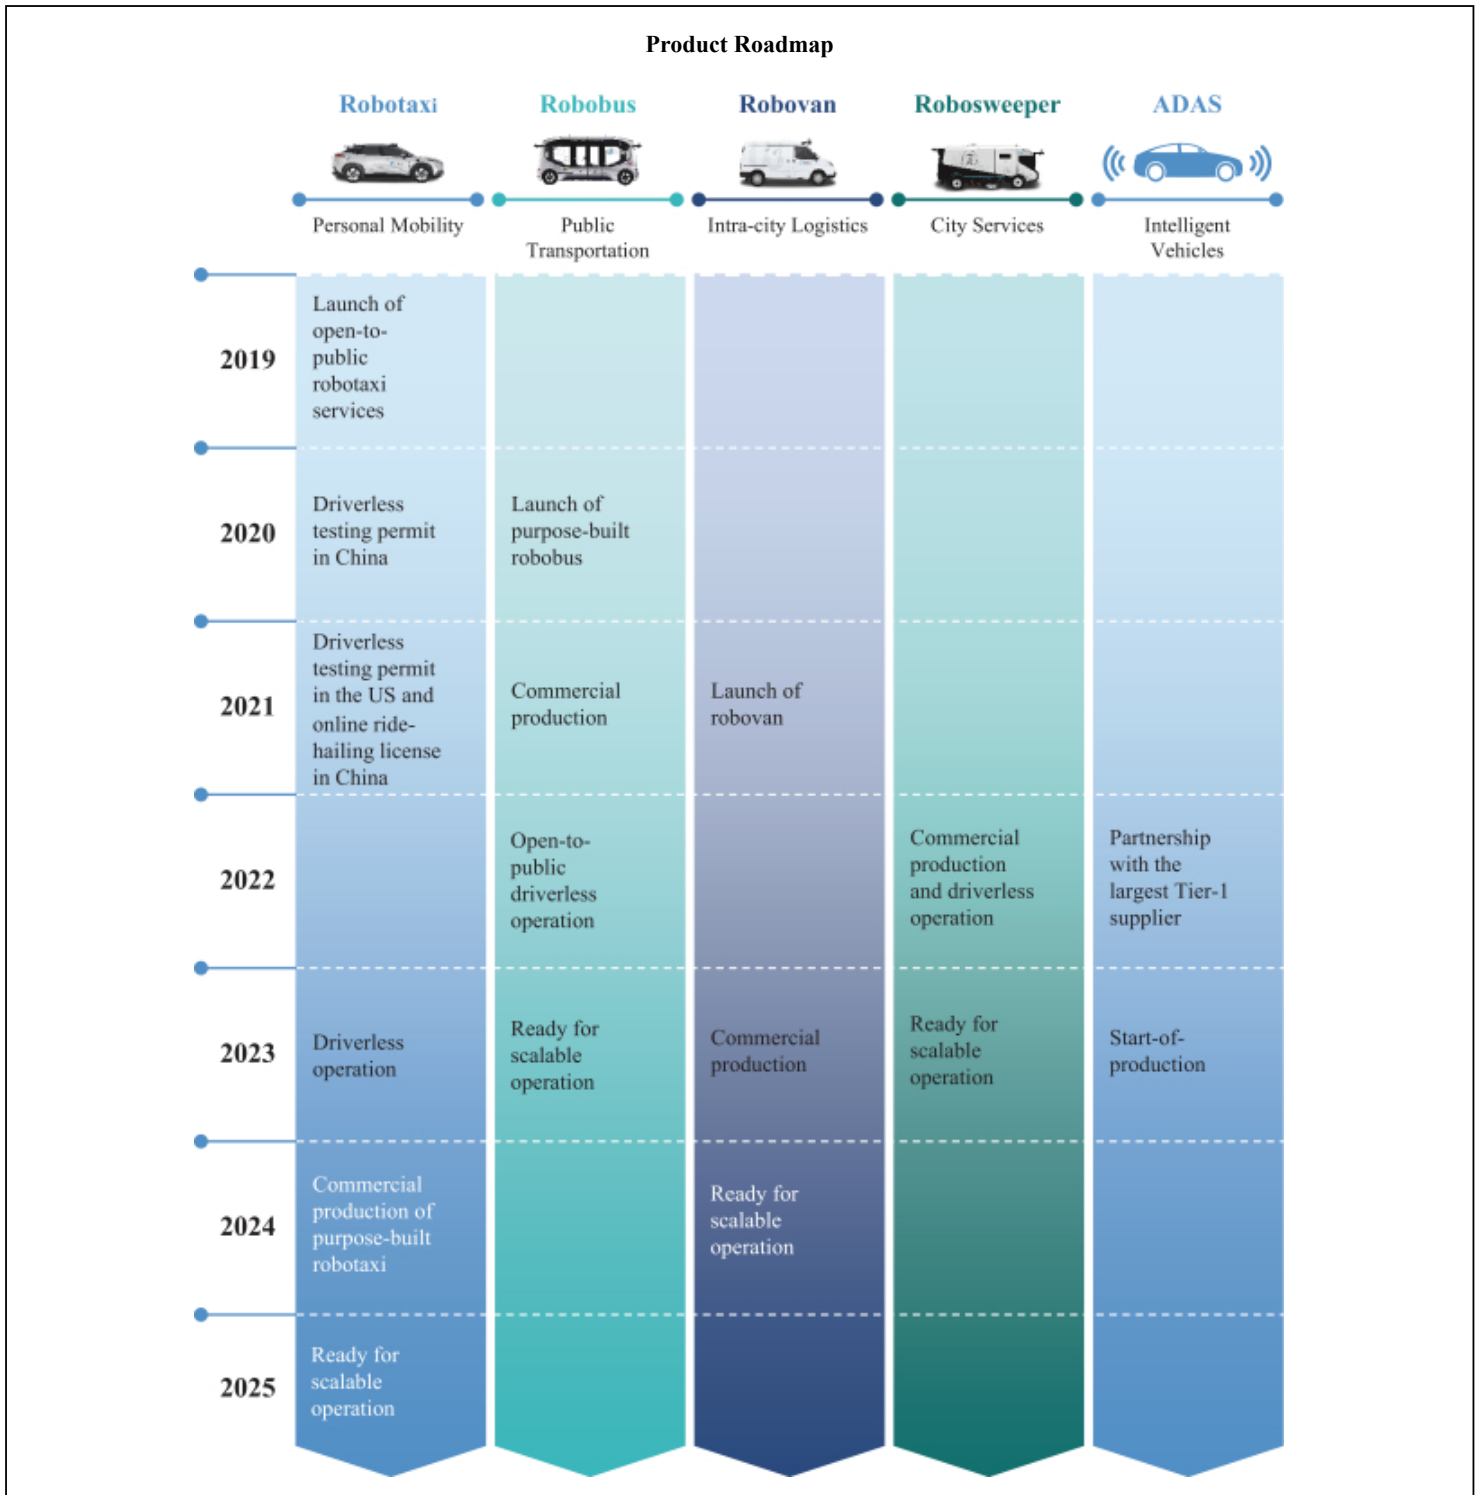 Product Roadmap
Robotaxi
Robobus
Robovan
Robosweeper
ADAS
Personal Mobility
Public
Transportation
Intra-city Logistics
City Services
Intelligent
Vehicles
2019
Launch of
open-to-
public
robotaxi
services
2020
Driverless
testing permit
in China
Launch of
purpose-built
robobus
2021
Driverless
testing permit
in the US and
online ride-
hailing license
in China
Commercial
production
Launch of
robovan
2022
Open-to-
public
driverless
operation
Commercial
production
and driverless
operation
Partnership
with the
largest Tier-1
supplier
2023
Driverless
operation
Ready for
scalable
operation
Commercial
production
Ready for
scalable
operation
Start-of-
production
2024
Commercial
production of
purpose-built
robotaxi
Ready for
scalable
operation
2025
Ready for
scalable
operation